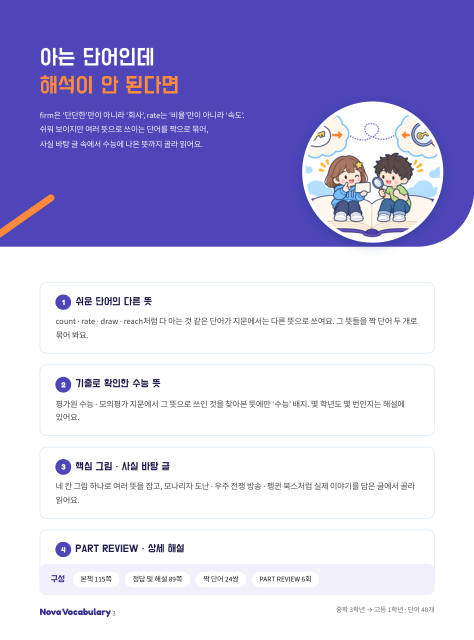 아는 단어인데
해석이 안 된다면
firm은 '단단한'만이 아니라 '회사', rate는 '비율'만이 아니라 '속도'.
쉬워 보이지만 여러 뜻으로 쓰이는 단어를 짝으로 묶어,
사실 바탕 글 속에서 수능에 나온 뜻까지 골라 읽어요.
1 쉬운 단어의 다른 뜻
count · rate · draw · reach처럼 다 아는 것 같은 단어가 지문에서는 다른 뜻으로 쓰여요. 그 뜻들을 짝 단어 두 개로
묶어 봐요.
2 기출로 확인한 수능 뜻
평가원 수능 · 모의평가 지문에서 그 뜻으로 쓰인 것을 찾아본 뜻에만 '수능' 배지. 몇 학년도 몇 번인지는 해설에
있어요.
3 핵심 그림 · 사실 바탕 글
네 칸 그림 하나로 여러 뜻을 잡고, 모나리자 도난 · 우주 전쟁 방송 · 펭귄 북스처럼 실제 이야기를 담은 글에서 골라
읽어요.
4 PART REVIEW · 상세 해설
구성 본책 115쪽 정답 및 해설 89쪽 짝 단어 24쌍 PART REVIEW 6회
Nova Vocabulary 3
중학 3학년 → 고등 1학년 · 단어 48개